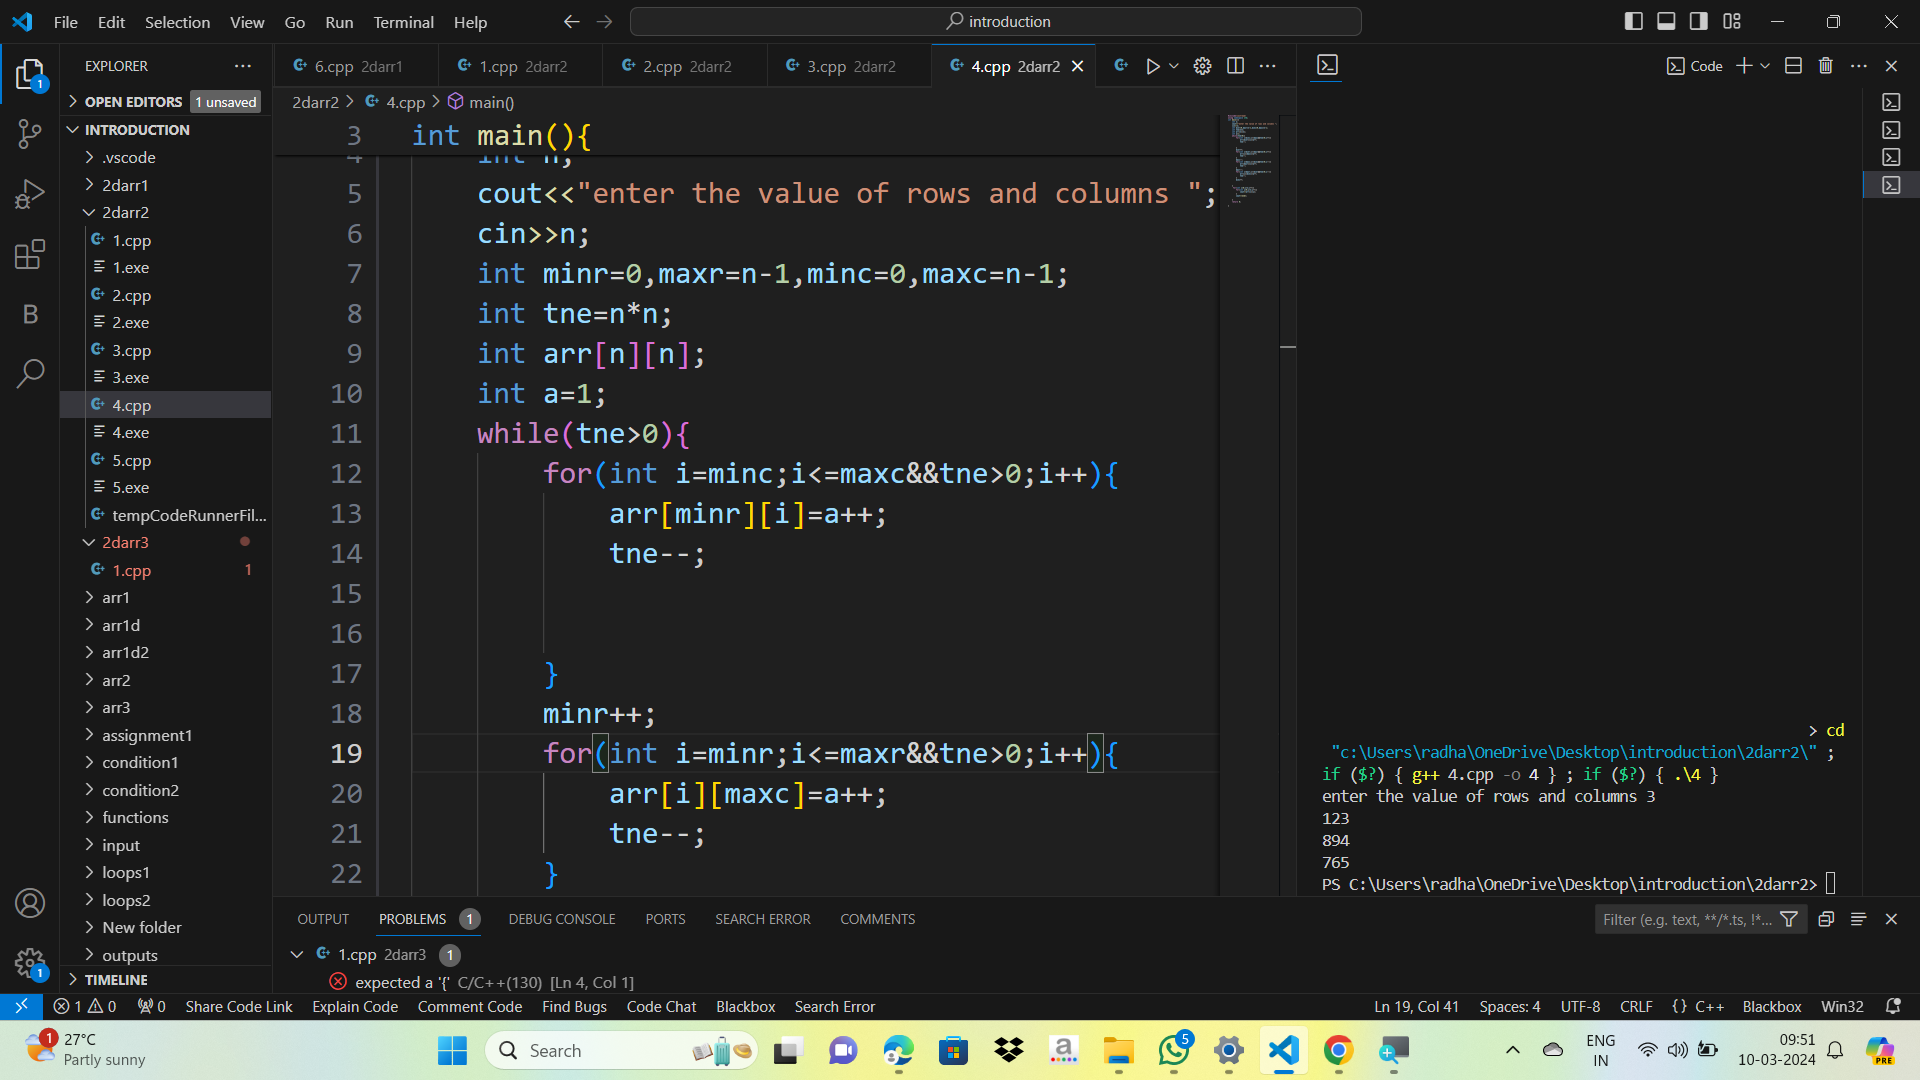 File Edit Selection View Go Run Terminal Help
introduction
EXPLORER
6.cpp 2darr1
1.cpp 2darr2
2.cpp 2darr2
3.cpp 2darr2
4.cpp 2darr2
Code
OPEN EDITORS 1 unsaved
2darr2 > 4.cpp > main()
INTRODUCTION
.vscode
2darr1
2darr2
1.cpp
1.exe
2.cpp
2.exe
3.cpp
3.exe
4.cpp
4.exe
5.cpp
5.exe
tempCodeRunnerFil...
2darr3
1.cpp 1
arr1
arr1d
arr1d2
arr2
arr3
assignment1
condition1
condition2
functions
input
loops1
loops2
New folder
outputs
TIMELINE
3 int main(){
4 int n;
5 cout<<"enter the value of rows and columns ";
6 cin>>n;
7 int minr=0,maxr=n-1,minc=0,maxc=n-1;
8 int tne=n*n;
9 int arr[n][n];
10 int a=1;
11 while(tne>0){
12 for(int i=minc;i<=maxc&&tne>0;i++){
13 arr[minr][i]=a++;
14 tne--;
15
16
17 }
18 minr++;
19 for(int i=minr;i<=maxr&&tne>0;i++){
20 arr[i][maxc]=a++;
21 tne--;
22 }
> cd
"c:\Users\radha\OneDrive\Desktop\introduction\2darr2\" ;
if ($?) { g++ 4.cpp -o 4 } ; if ($?) { .\4 }
enter the value of rows and columns 3
123
894
765
PS C:\Users\radha\OneDrive\Desktop\introduction\2darr2>
OUTPUT PROBLEMS 1 DEBUG CONSOLE PORTS SEARCH ERROR COMMENTS
Filter (e.g. text, **/*.ts, !*...
1.cpp 2darr3 1
expected a '{' C/C++(130) [Ln 4, Col 1]
1 0 0 Share Code Link Explain Code Comment Code Find Bugs Code Chat Blackbox Search Error
Ln 19, Col 41 Spaces: 4 UTF-8 CRLF {} C++ Blackbox Win32
1
27°C
Partly sunny
Search
5
ENG
IN
09:51
10-03-2024
PRE